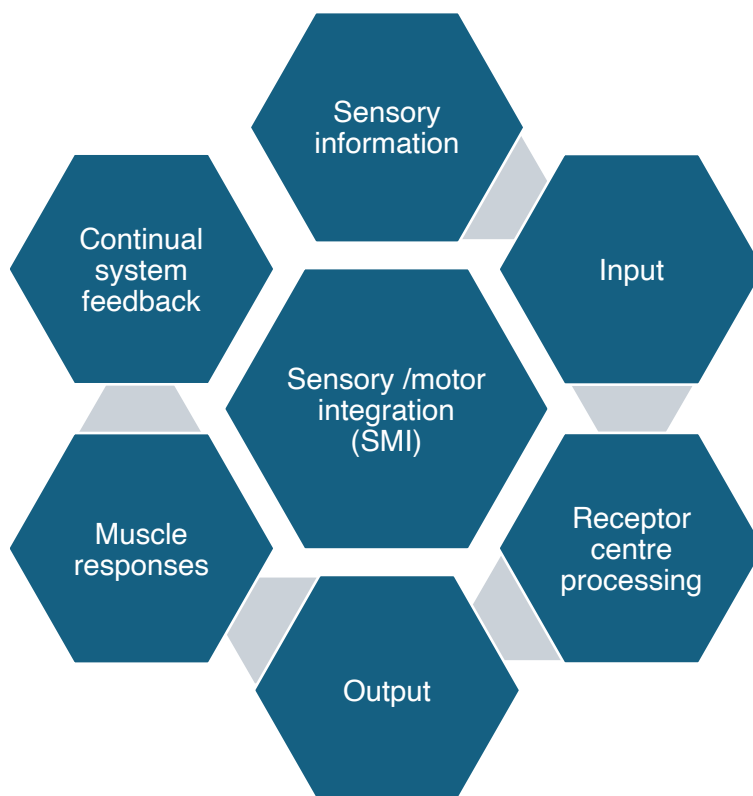 Sensory
information
Input
Receptor
centre
processing
Output
Muscle
responses
Continual
system
feedback
Sensory /motor
integration
(SMI)